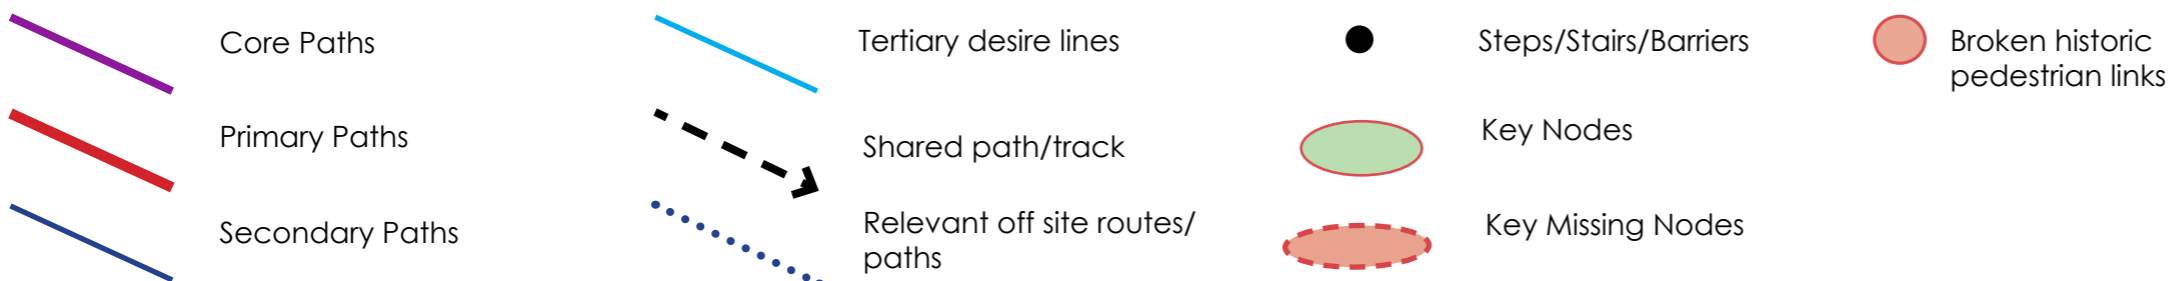 Core Paths
Primary Paths
Secondary Paths
Tertiary desire lines
Shared path/track
Relevant off site routes/
paths
Steps/Stairs/Barriers
Key Nodes
Key Missing Nodes
Broken historic
pedestrian links